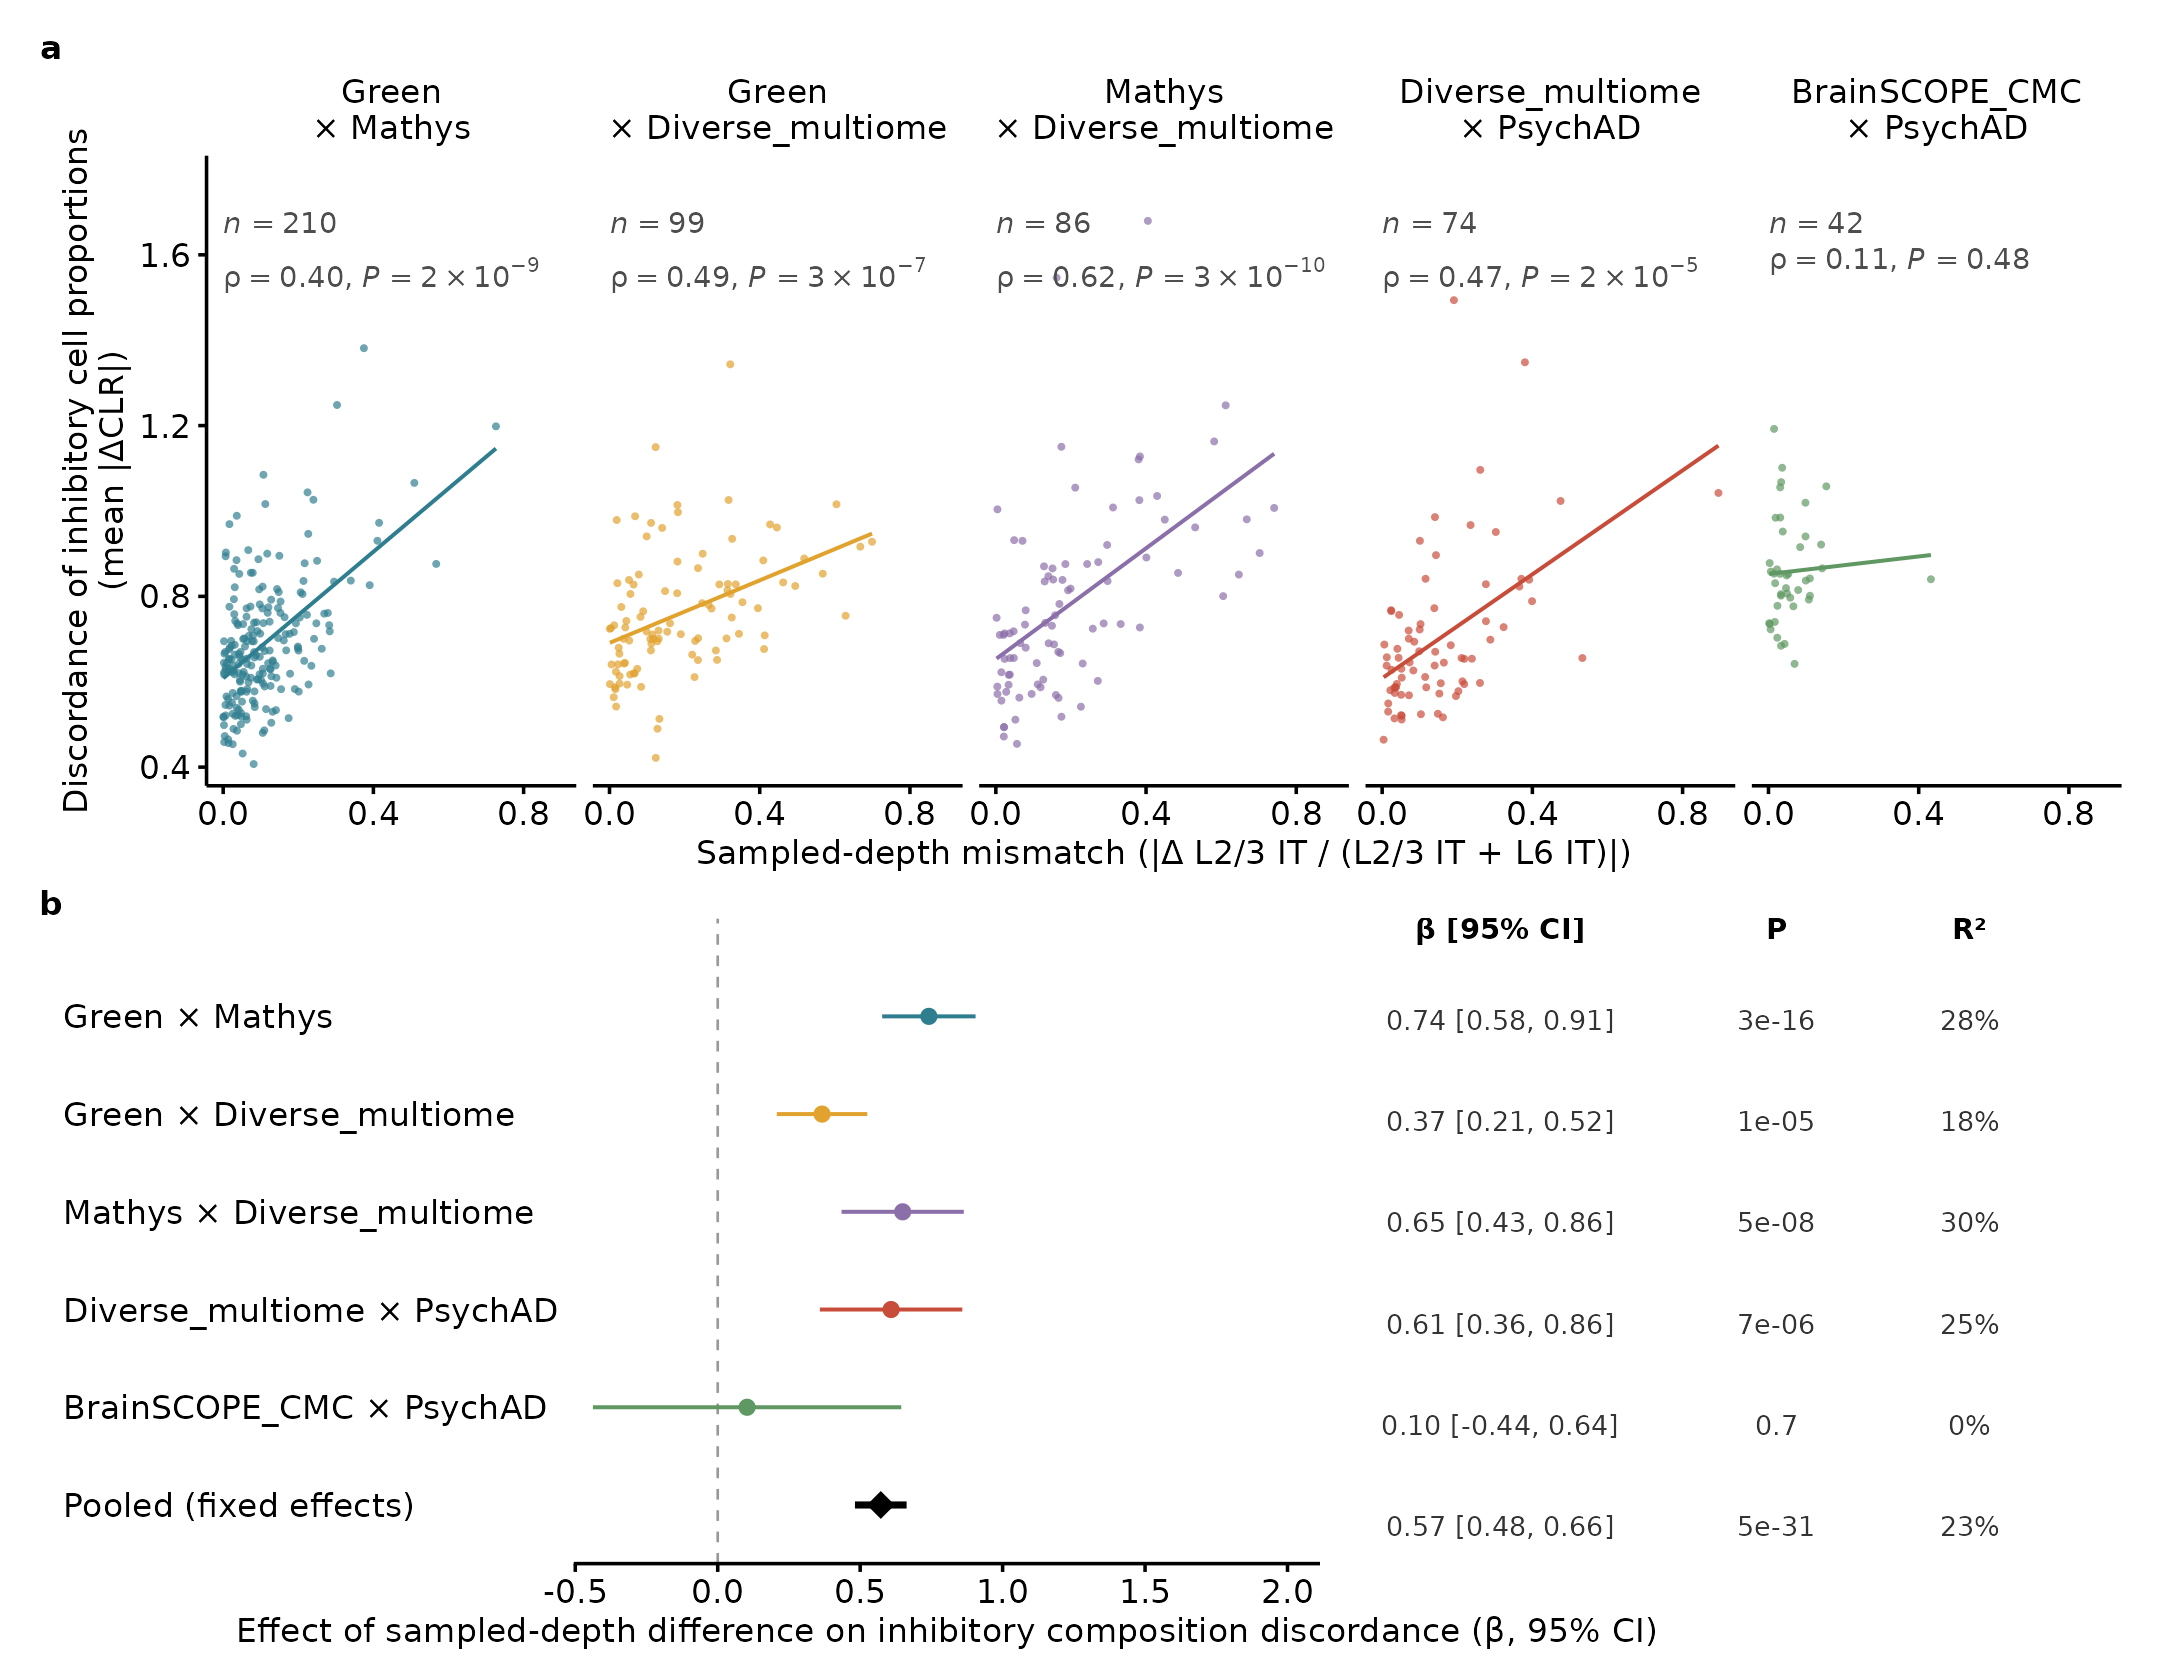 a
Green
× Mathys
Green
× Diverse_multiome
Mathys
× Diverse_multiome
Diverse_multiome
× PsychAD
BrainSCOPE_CMC
× PsychAD
Discordance of inhibitory cell proportions
(mean |ΔCLR|)
1.6
1.2
0.8
0.4
n = 210
ρ = 0.40, P = 2 × 10⁻⁹
n = 99
ρ = 0.49, P = 3 × 10⁻⁷
n = 86
ρ = 0.62, P = 3 × 10⁻¹⁰
n = 74
ρ = 0.47, P = 2 × 10⁻⁵
n = 42
ρ = 0.11, P = 0.48
0.0 0.4 0.8
0.0 0.4 0.8
0.0 0.4 0.8
0.0 0.4 0.8
0.0 0.4 0.8
Sampled-depth mismatch (|Δ L2/3 IT / (L2/3 IT + L6 IT)|)
b
β [95% CI] P R²
Green × Mathys 0.74 [0.58, 0.91] 3e-16 28%
Green × Diverse_multiome 0.37 [0.21, 0.52] 1e-05 18%
Mathys × Diverse_multiome 0.65 [0.43, 0.86] 5e-08 30%
Diverse_multiome × PsychAD 0.61 [0.36, 0.86] 7e-06 25%
BrainSCOPE_CMC × PsychAD 0.10 [-0.44, 0.64] 0.7 0%
Pooled (fixed effects) 0.57 [0.48, 0.66] 5e-31 23%
-0.5 0.0 0.5 1.0 1.5 2.0
Effect of sampled-depth difference on inhibitory composition discordance (β, 95% CI)